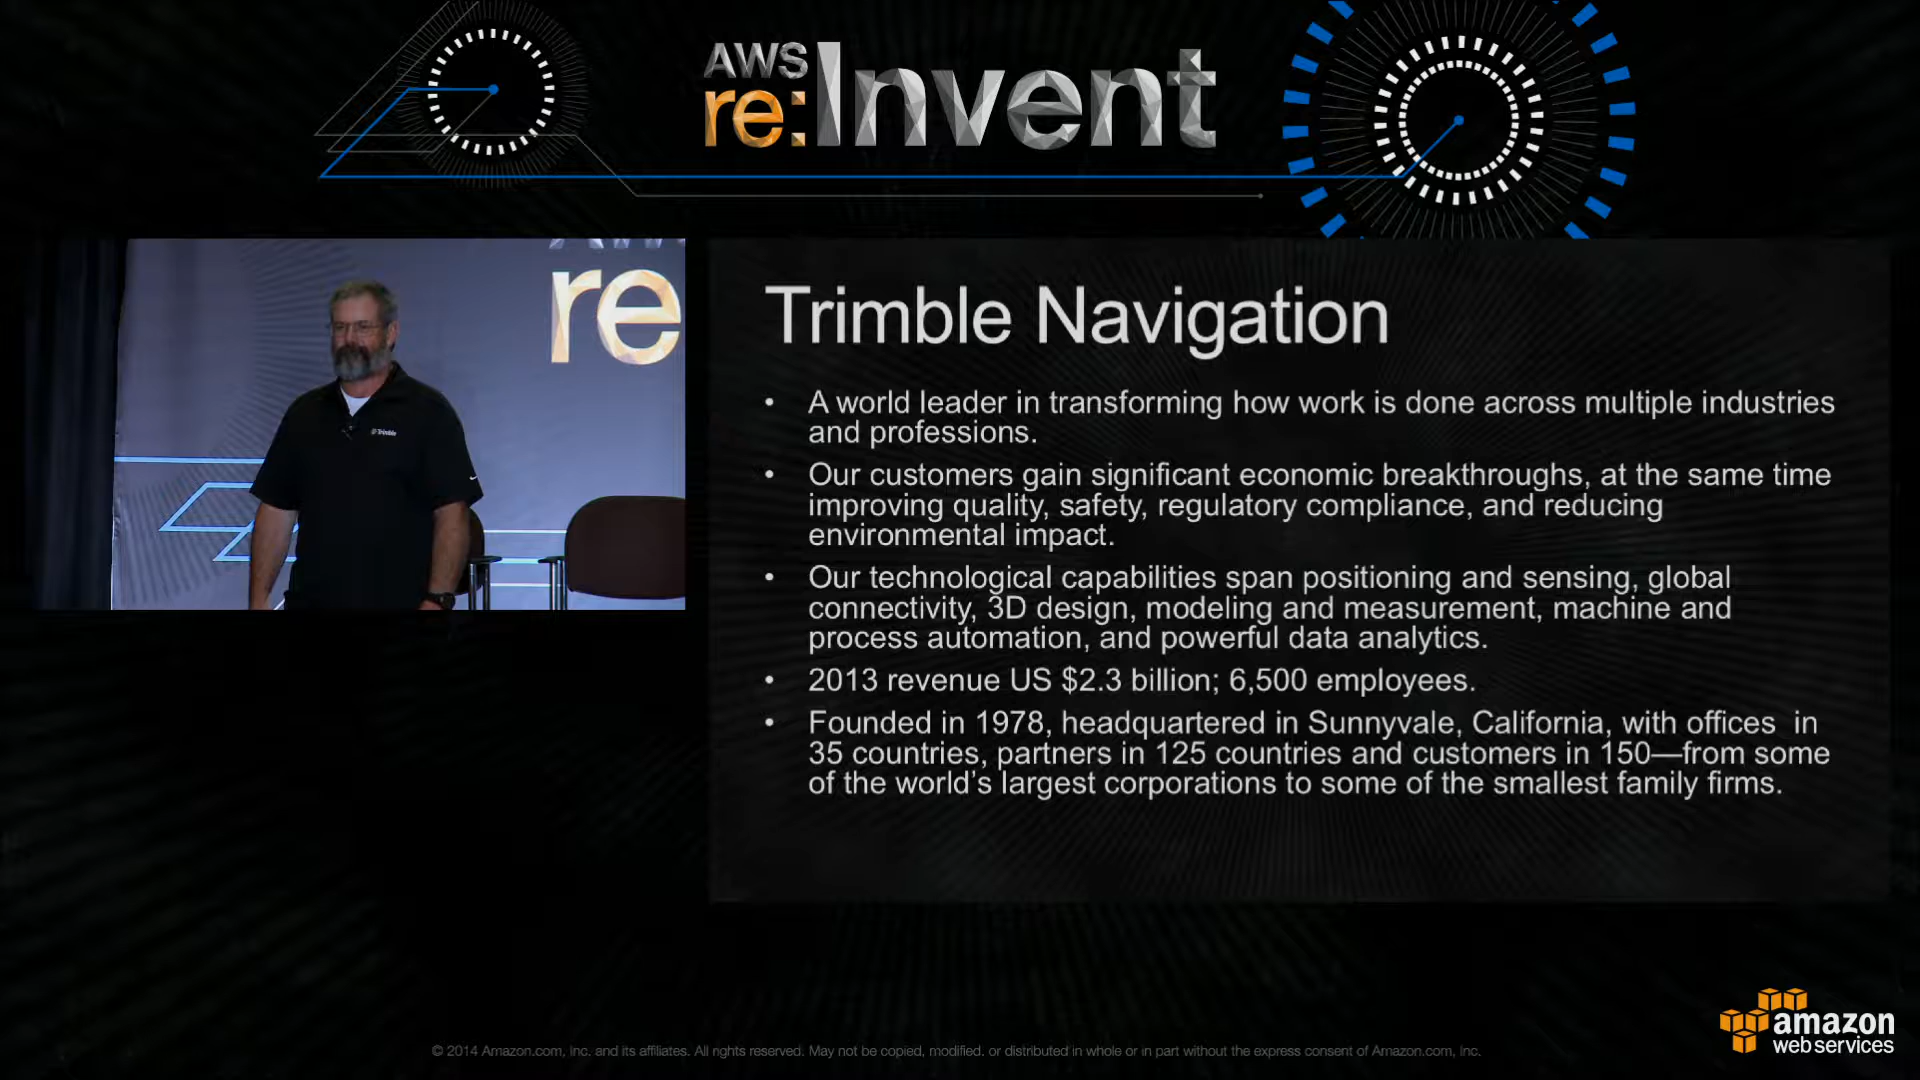 AWS
re:Invent
re
Trimble
Trimble Navigation
• A world leader in transforming how work is done across multiple industries
and professions.
• Our customers gain significant economic breakthroughs, at the same time
improving quality, safety, regulatory compliance, and reducing
environmental impact.
• Our technological capabilities span positioning and sensing, global
connectivity, 3D design, modeling and measurement, machine and
process automation, and powerful data analytics.
• 2013 revenue US $2.3 billion; 6,500 employees.
• Founded in 1978, headquartered in Sunnyvale, California, with offices in
35 countries, partners in 125 countries and customers in 150—from some
of the world’s largest corporations to some of the smallest family firms.
amazon
web services
© 2014 Amazon.com, Inc. and its affiliates. All rights reserved. May not be copied, modified. or distributed in whole or in part without the express consent of Amazon.com, Inc.